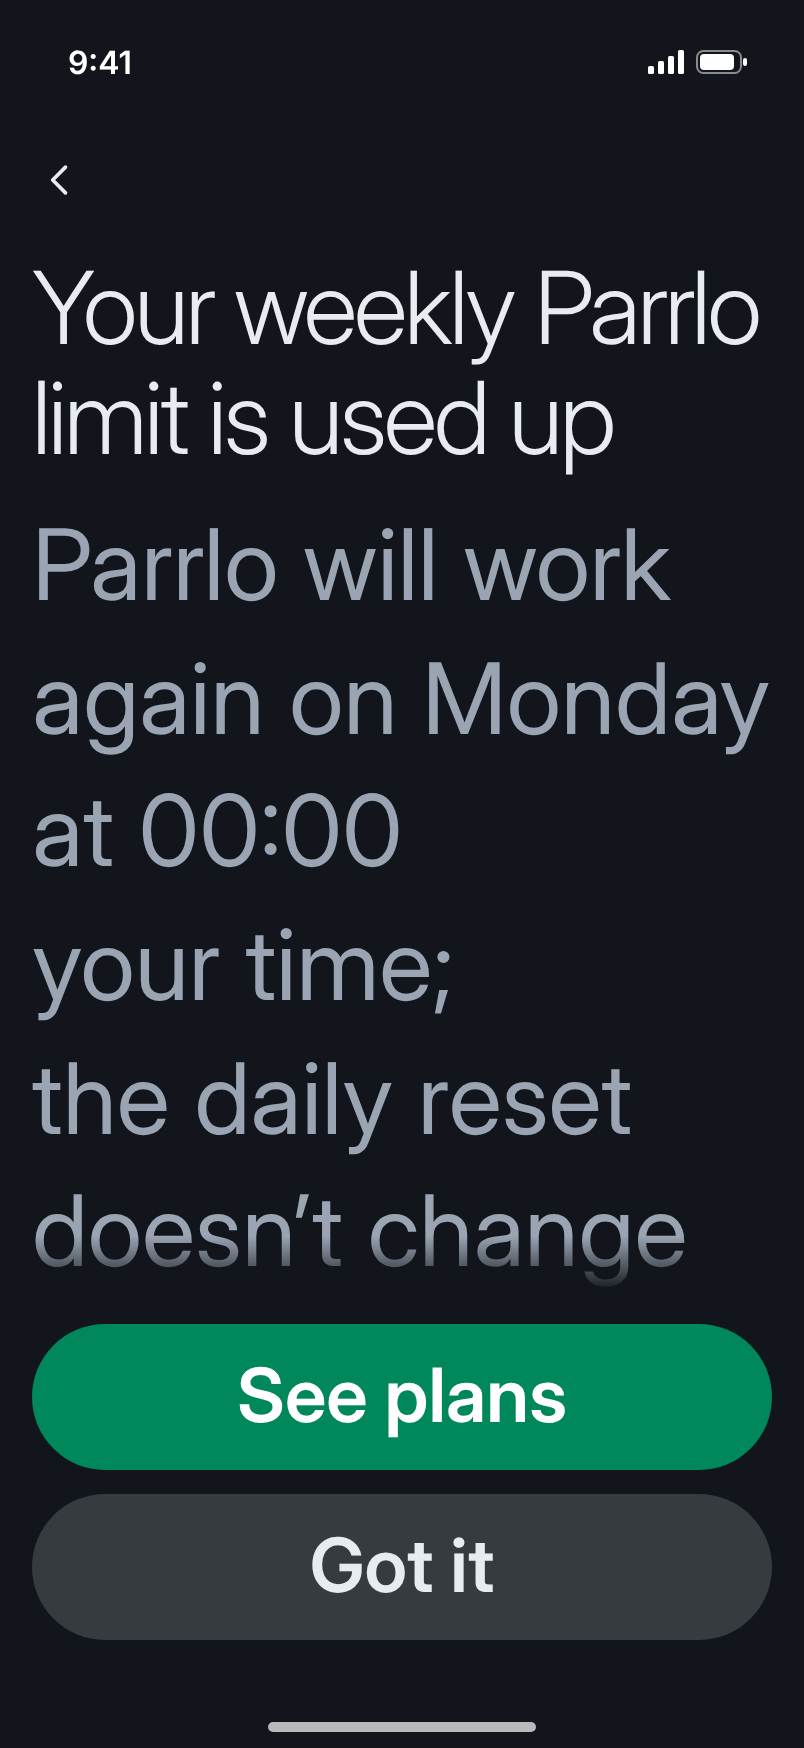 9:41
Your weekly Parrlo
limit is used up
Parrlo will work
again on Monday
at 00:00
your time;
the daily reset
doesn’t change
See plans
Got it